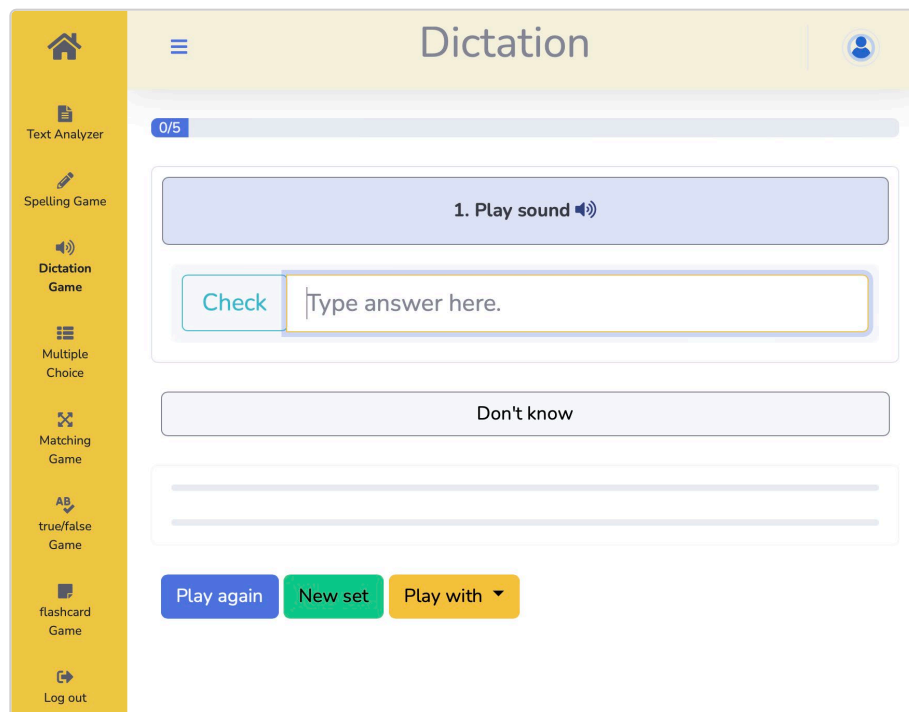 Dictation
Text Analyzer
Spelling Game
Dictation
Game
Multiple
Choice
Matching
Game
AB
true/false
Game
flashcard
Game
Log out
0/5
1. Play sound
Check
Type answer here.
Don't know
Play again
New set
Play with